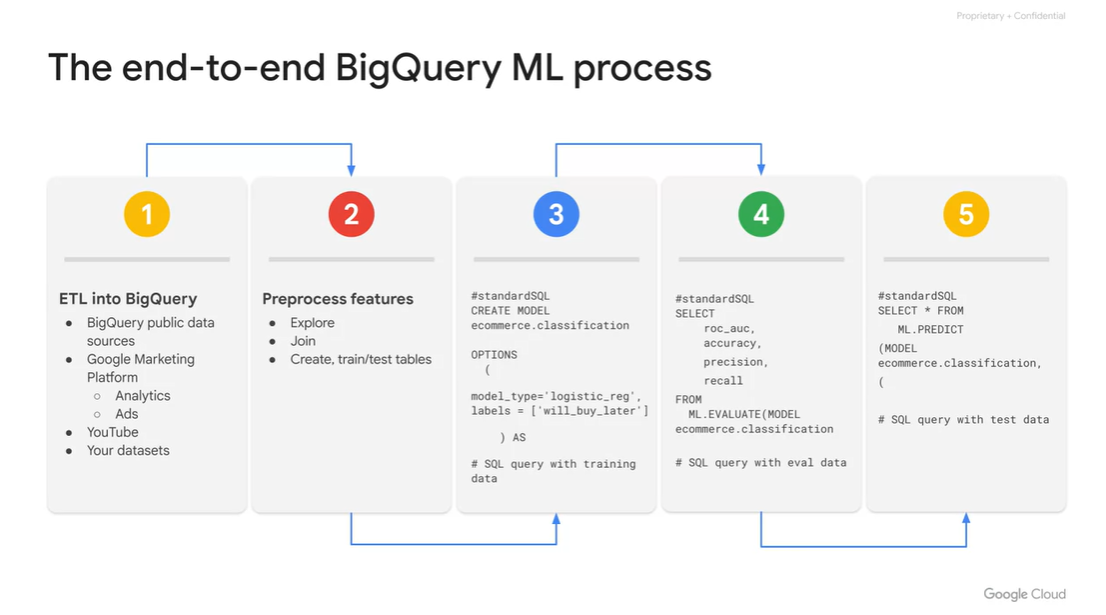 Proprietary + Confidential
The end-to-end BigQuery ML process
1
ETL into BigQuery
● BigQuery public data
sources
● Google Marketing
Platform
○ Analytics
○ Ads
● YouTube
● Your datasets
2
Preprocess features
● Explore
● Join
● Create, train/test tables
3
#standardSQL
CREATE MODEL
ecommerce.classification
OPTIONS
(
model_type='logistic_reg',
labels = ['will_buy_later']
) AS
# SQL query with training
data
4
#standardSQL
SELECT
roc_auc,
accuracy,
precision,
recall
FROM
ML.EVALUATE(MODEL
ecommerce.classification
# SQL query with eval data
5
#standardSQL
SELECT * FROM
ML.PREDICT
(MODEL
ecommerce.classification,
(
# SQL query with test data
Google Cloud